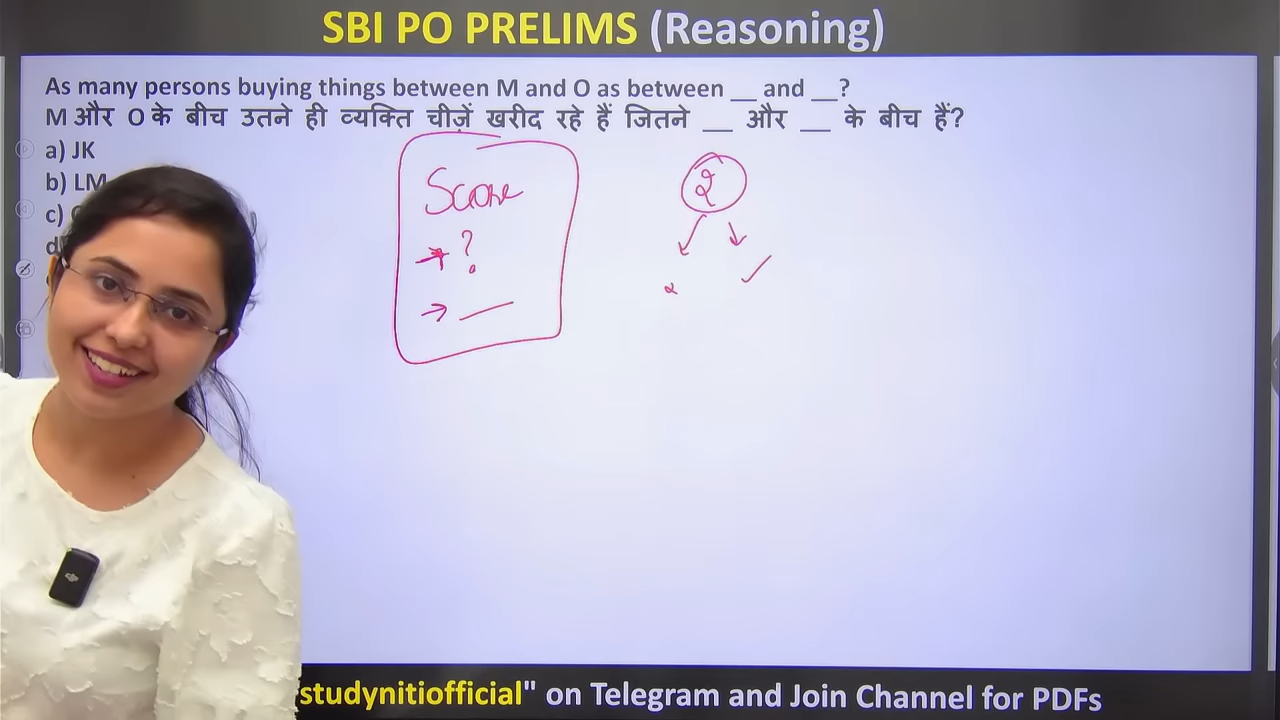 SBI PO PRELIMS (Reasoning)
As many persons buying things between M and O as between __ and __?
M और O के बीच उतने ही व्यक्ति चीज़ें खरीद रहे हैं जितने __ और __ के बीच हैं?
a) JK
b) LM
c)
d
Score
?
2
studynitiofficial" on Telegram and Join Channel for PDFs